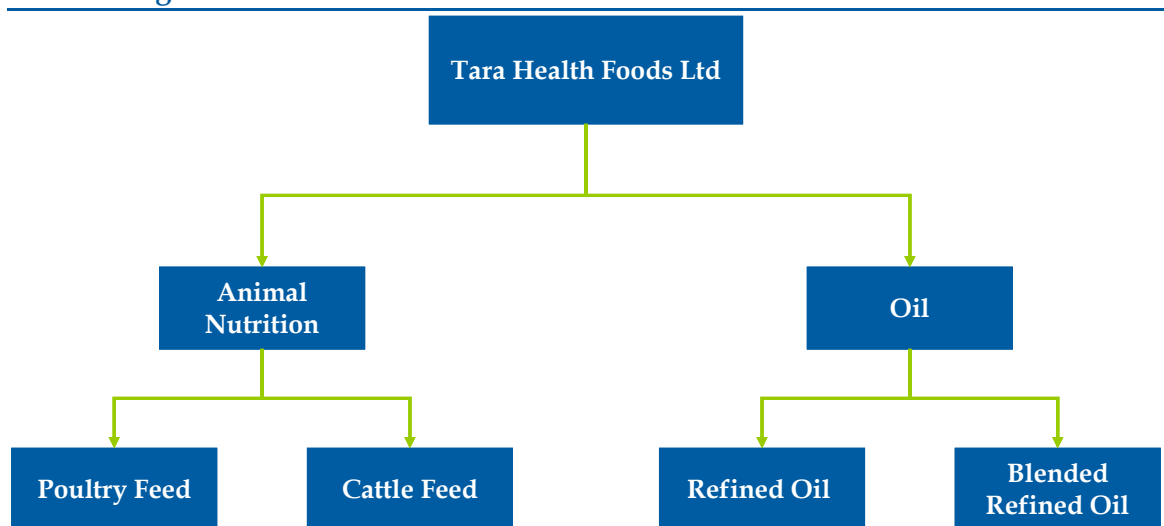 Tara Health Foods Ltd
Animal
Nutrition
Oil
Poultry Feed
Cattle Feed
Refined Oil
Blended
Refined Oil